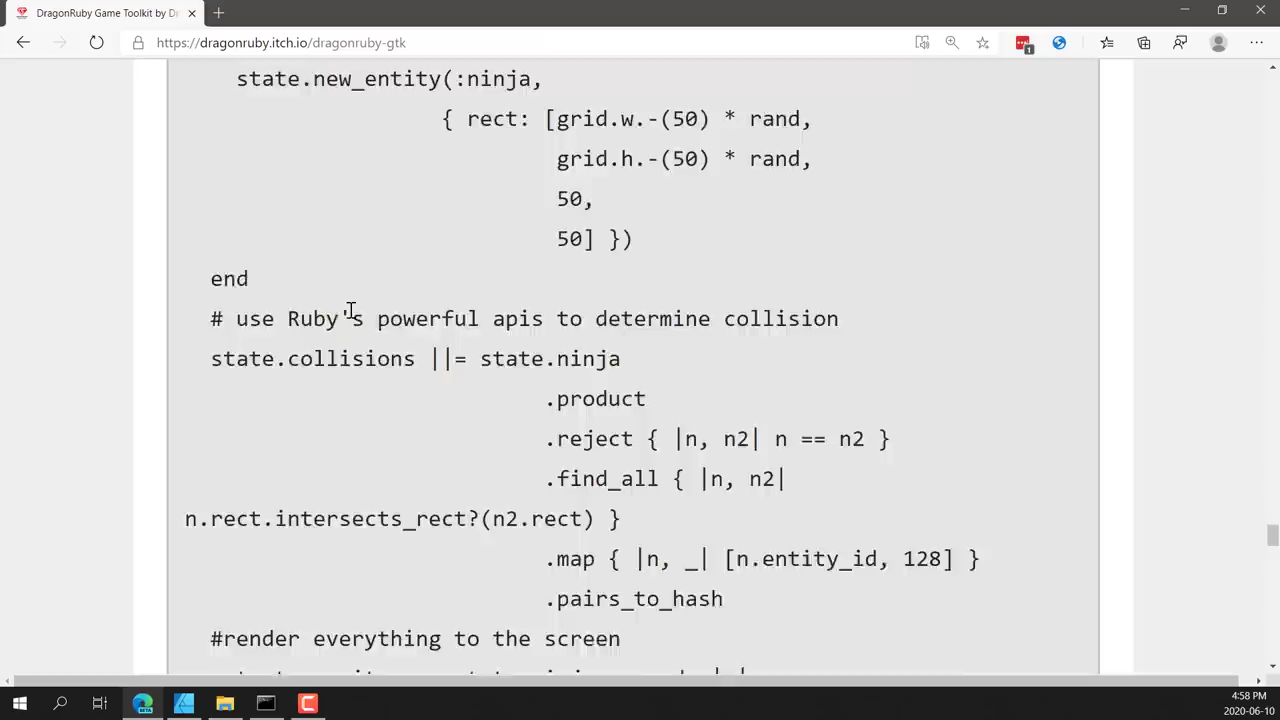 DragonRuby Game Toolkit by Dr
https://dragonruby.itch.io/dragonruby-gtk
1
state.new_entity(:ninja,
{ rect: [grid.w.-(50) * rand,
grid.h.-(50) * rand,
50,
50] })
end
# use Ruby's powerful apis to determine collision
state.collisions ||= state.ninja
.product
.reject { |n, n2| n == n2 }
.find_all { |n, n2|
n.rect.intersects_rect?(n2.rect) }
.map { |n, _| [n.entity_id, 128] }
.pairs_to_hash
#render everything to the screen
4:58 PM
2020-06-10